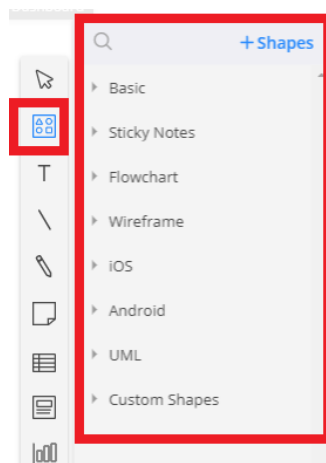 + Shapes
Basic
Sticky Notes
Flowchart
Wireframe
iOS
Android
UML
Custom Shapes
T